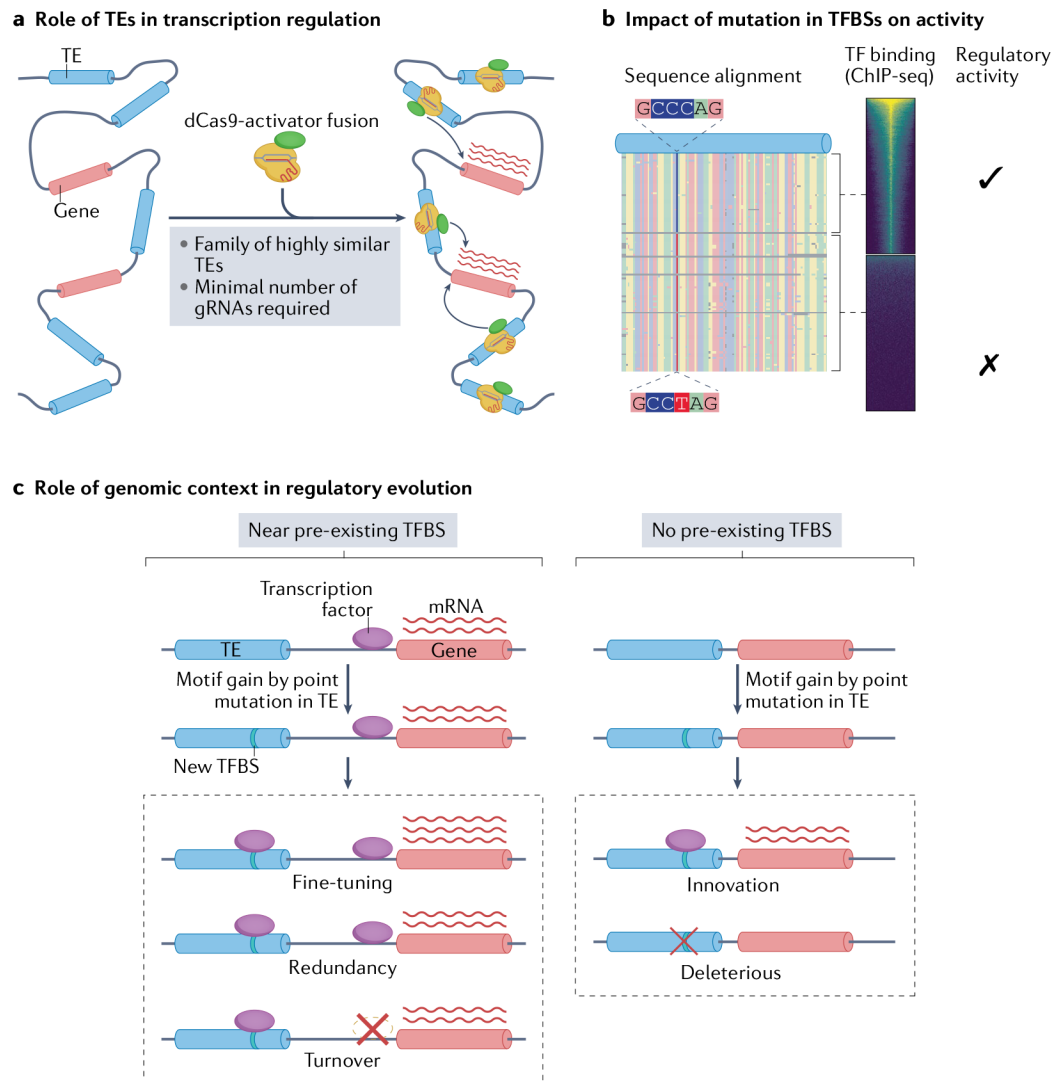 a Role of TEs in transcription regulation
TE
dCas9-activator fusion
Gene
• Family of highly similar
TEs
• Minimal number of
gRNAs required
b Impact of mutation in TFBSs on activity
Sequence alignment
TF binding
(ChIP-seq)
Regulatory
activity
GCCCAG
✓
✗
GCCTAG
c Role of genomic context in regulatory evolution
Near pre-existing TFBS
No pre-existing TFBS
Transcription
factor
mRNA
TE
Gene
Motif gain by point
mutation in TE
Motif gain by point
mutation in TE
New TFBS
Fine-tuning
Innovation
Redundancy
Deleterious
Turnover